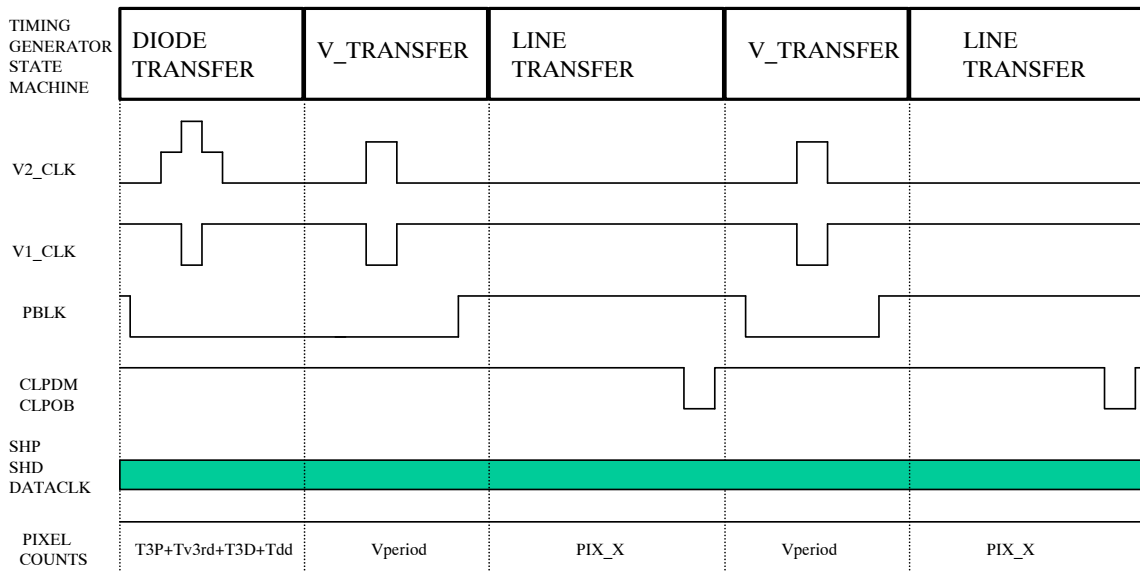 TIMING
GENERATOR
STATE
MACHINE
DIODE
TRANSFER
V_TRANSFER
LINE
TRANSFER
V_TRANSFER
LINE
TRANSFER
V2_CLK
V1_CLK
PBLK
CLPDM
CLPOB
SHP
SHD
DATACLK
PIXEL
COUNTS
T3P+Tv3rd+T3D+Tdd
Vperiod
PIX_X
Vperiod
PIX_X